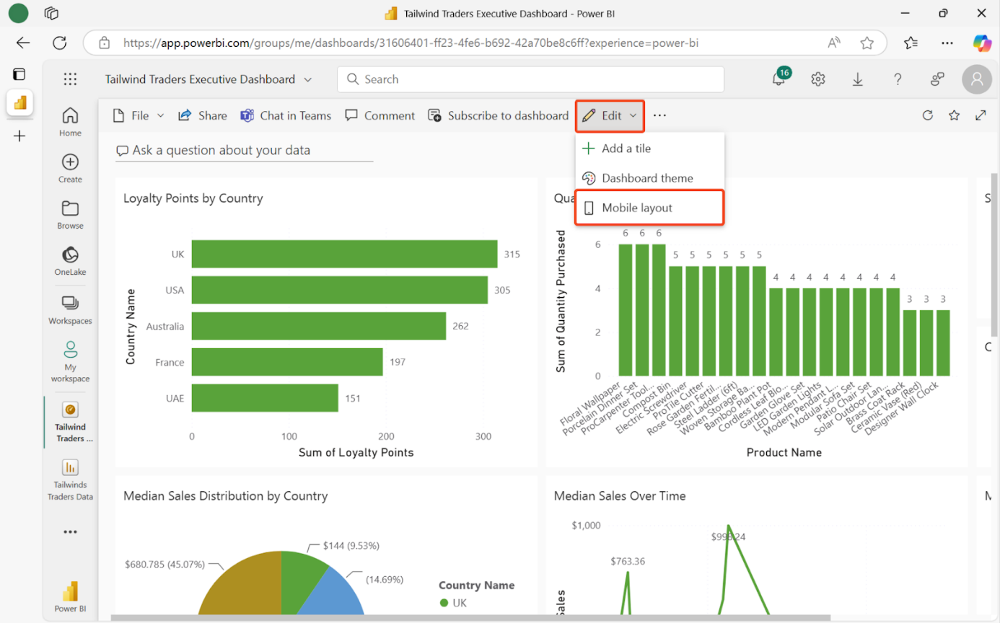 Tailwind Traders Executive Dashboard - Power BI
https://app.powerbi.com/groups/me/dashboards/31606401-ff23-4fe6-b692-42a70be8c6ff?experience=power-bi
Tailwind Traders Executive Dashboard
Search
16
File
Share
Chat in Teams
Comment
Subscribe to dashboard
Edit
Add a tile
Dashboard theme
Mobile layout
Home
Create
Browse
OneLake
Workspaces
My
workspace
Tailwind
Traders ...
Tailwinds
Traders Data
Power BI
Ask a question about your data
Loyalty Points by Country
Country Name
UK
315
USA
305
Australia
262
France
197
UAE
151
0
100
200
300
Sum of Loyalty Points
Qua
Sum of Quantity Purchased
6
4
2
0
6
6
6
5
5
5
5
5
5
4
4
4
4
4
4
4
4
3
3
3
Floral Wallpaper
Porcelain Dinner Set
ProCarpenter Tool...
Compost Bin
Electric Screwdriver
ProTile Cutter
Rose Garden Fertil...
Steel Ladder (6ft)
Woven Storage Ba...
Bamboo Plant Pot
Cordless Leaf Blo...
Garden Glove Set
LED Garden Lights
Modern Pendant L...
Modular Sofa Set
Patio Chair Set
Solar Outdoor Lan...
Brass Coat Rack
Ceramic Vase (Red)
Designer Wall Clock
Product Name
S
C
Median Sales Distribution by Country
$144 (9.53%)
$680.785 (45.07%)
(14.69%)
Country Name
UK
Median Sales Over Time
$1,000
$998.24
$763.36
Sales
M